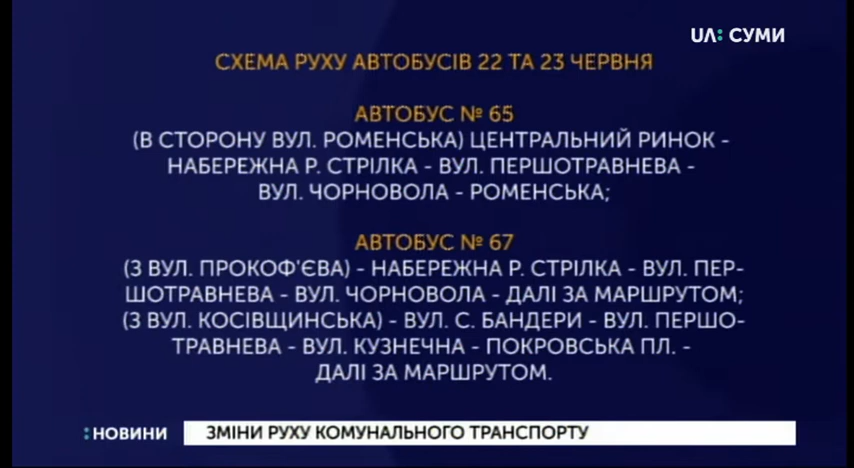 UA: СУМИ
СХЕМА РУХУ АВТОБУСІВ 22 ТА 23 ЧЕРВНЯ
АВТОБУС № 65
(В СТОРОНУ ВУЛ. РОМЕНСЬКА) ЦЕНТРАЛЬНИЙ РИНОК -
НАБЕРЕЖНА Р. СТРІЛКА - ВУЛ. ПЕРШОТРАВНЕВА -
ВУЛ. ЧОРНОВОЛА - РОМЕНСЬКА;
АВТОБУС № 67
(З ВУЛ. ПРОКОФ'ЄВА) - НАБЕРЕЖНА Р. СТРІЛКА - ВУЛ. ПЕР-
ШОТРАВНЕВА - ВУЛ. ЧОРНОВОЛА - ДАЛІ ЗА МАРШРУТОМ;
(З ВУЛ. КОСІВЩИНСЬКА) - ВУЛ. С. БАНДЕРИ - ВУЛ. ПЕРШО-
ТРАВНЕВА - ВУЛ. КУЗНЕЧНА - ПОКРОВСЬКА ПЛ. -
ДАЛІ ЗА МАРШРУТОМ.
:НОВИНИ ЗМІНИ РУХУ КОМУНАЛЬНОГО ТРАНСПОРТУ